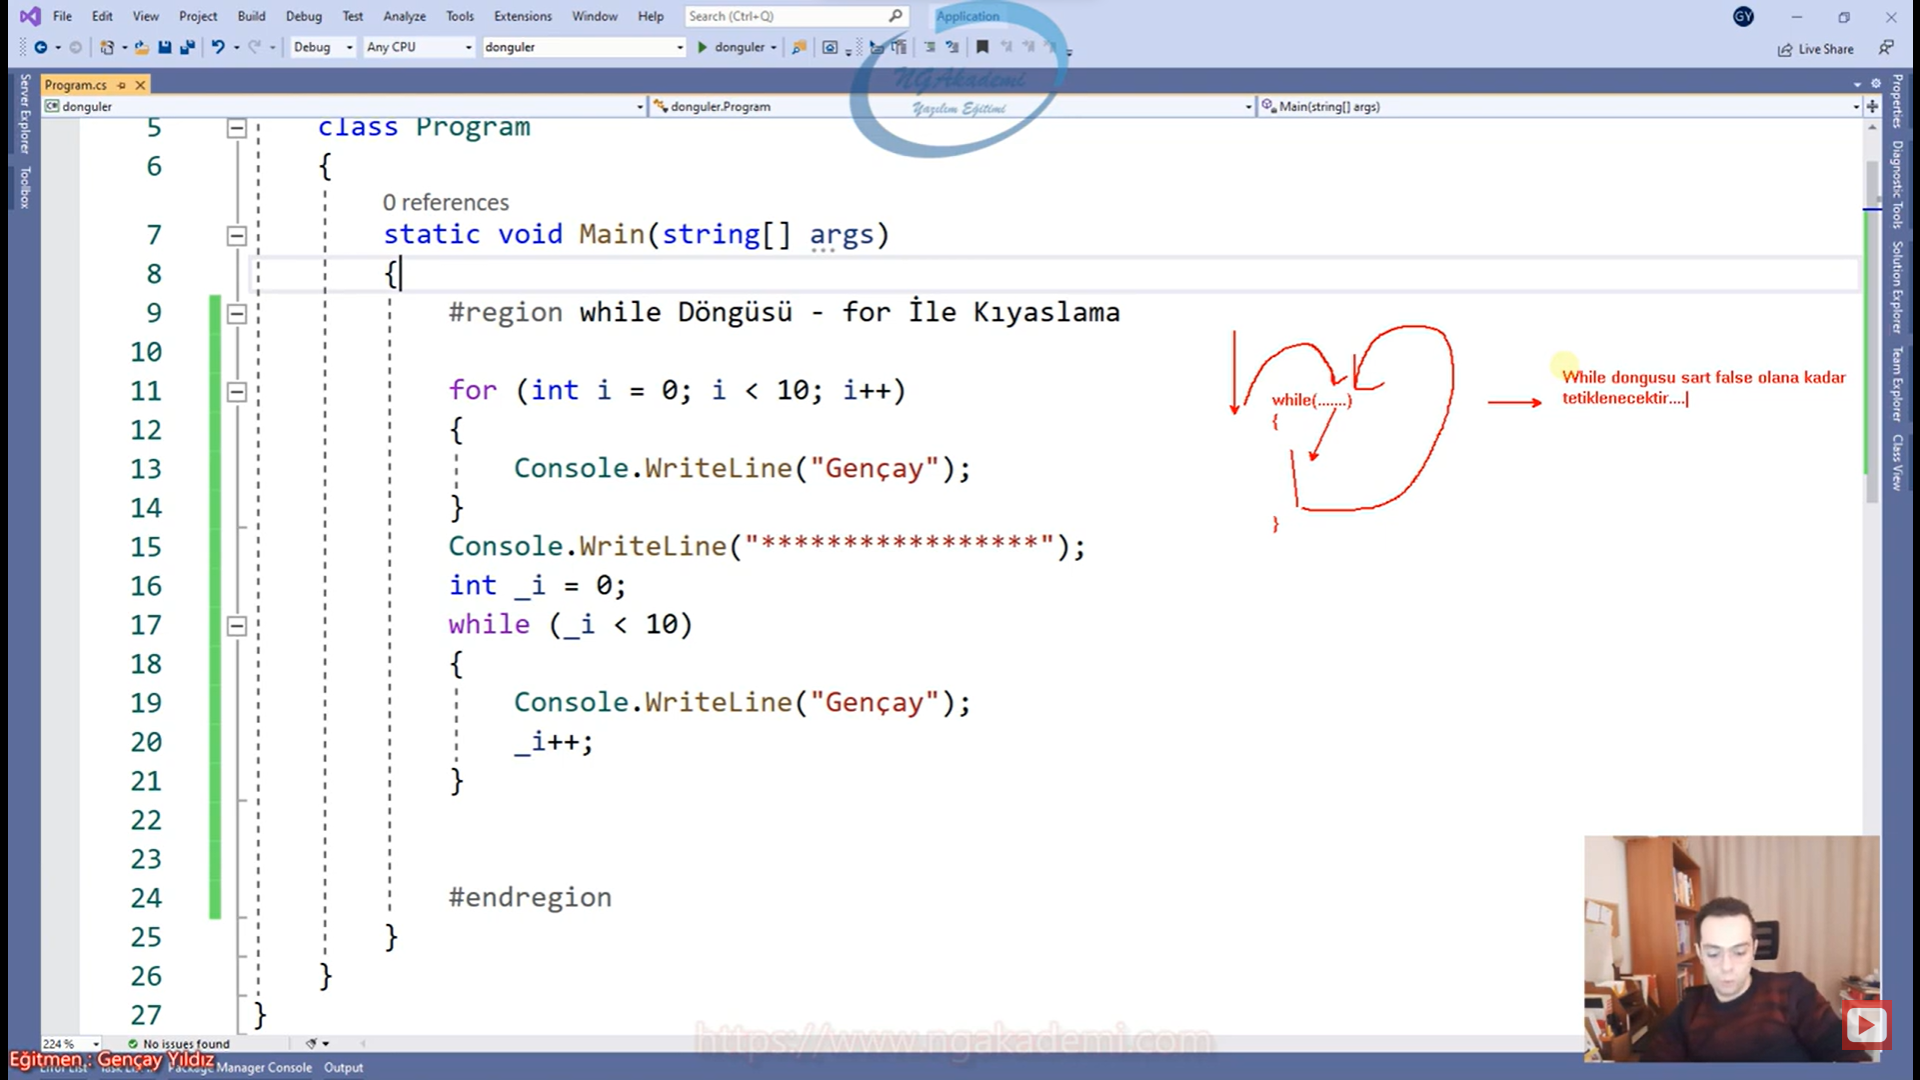 File Edit View Project Build Debug Test Analyze Tools Extensions Window Help Search (Ctrl+Q) Application GY
Debug Any CPU donguler donguler Live Share
NGAkademi
Yazılım Eğitimi
Program.cs
donguler donguler.Program Main(string[] args)
Server Explorer
Toolbox
Properties
Diagnostic Tools
Solution Explorer
Team Explorer
Class View
5 class Program
6 {
0 references
7 static void Main(string[] args)
8 {
9 #region while Döngüsü - for İle Kıyaslama
10
11 for (int i = 0; i < 10; i++)
12 {
13 Console.WriteLine("Gençay");
14 }
15 Console.WriteLine("*****************");
16 int _i = 0;
17 while (_i < 10)
18 {
19 Console.WriteLine("Gençay");
20 _i++;
21 }
22
23
24 #endregion
25 }
26 }
27 }
while(.......)
{
}
While dongusu sart false olana kadar
tetiklenecektir....
https://www.ngakademi.com
224 % No issues found
Eğitmen : Gençay Yıldız
Package Manager Console Output